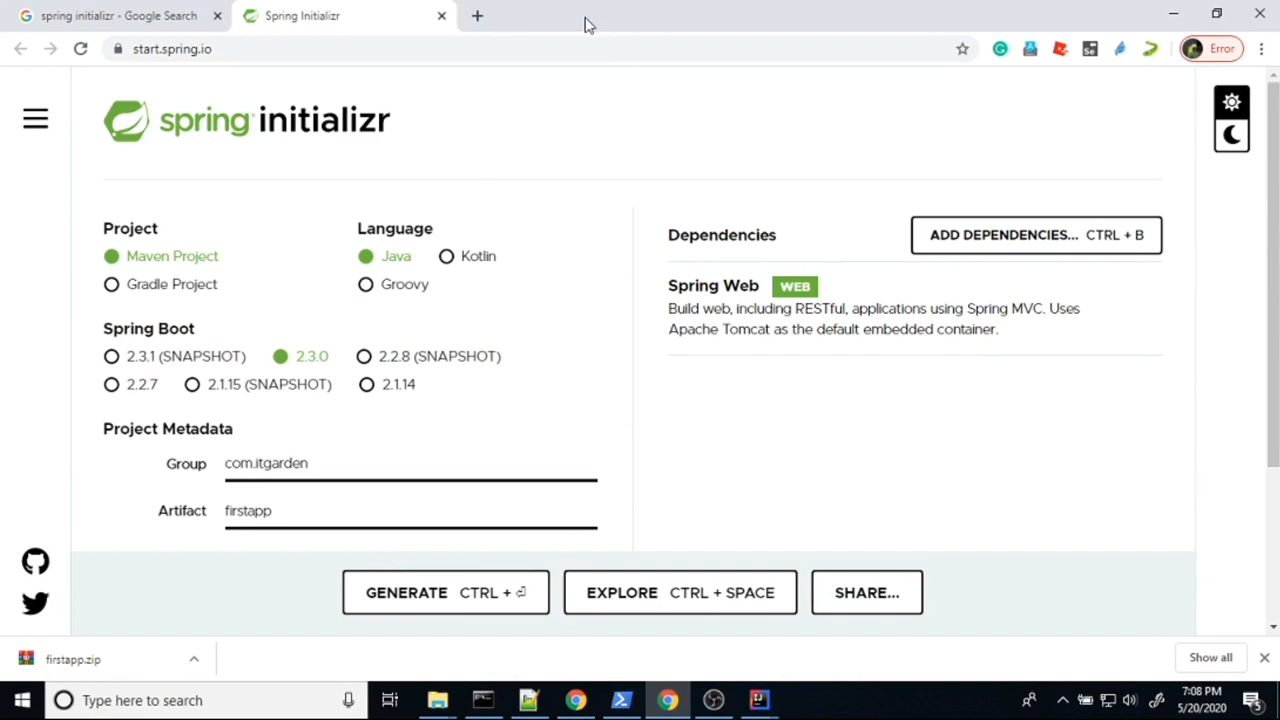 spring initializr - Google Search
Spring Initializr
start.spring.io
Se
Error
spring initializr
Project
Language
Maven Project
Java
Kotlin
Gradle Project
Groovy
Spring Boot
2.3.1 (SNAPSHOT)
2.3.0
2.2.8 (SNAPSHOT)
2.2.7
2.1.15 (SNAPSHOT)
2.1.14
Project Metadata
Group
com.itgarden
Artifact
firstapp
Dependencies
ADD DEPENDENCIES... CTRL + B
Spring Web WEB
Build web, including RESTful, applications using Spring MVC. Uses
Apache Tomcat as the default embedded container.
GENERATE CTRL + ⏎
EXPLORE CTRL + SPACE
SHARE...
firstapp.zip
Show all
Type here to search
7:08 PM
5/20/2020
5